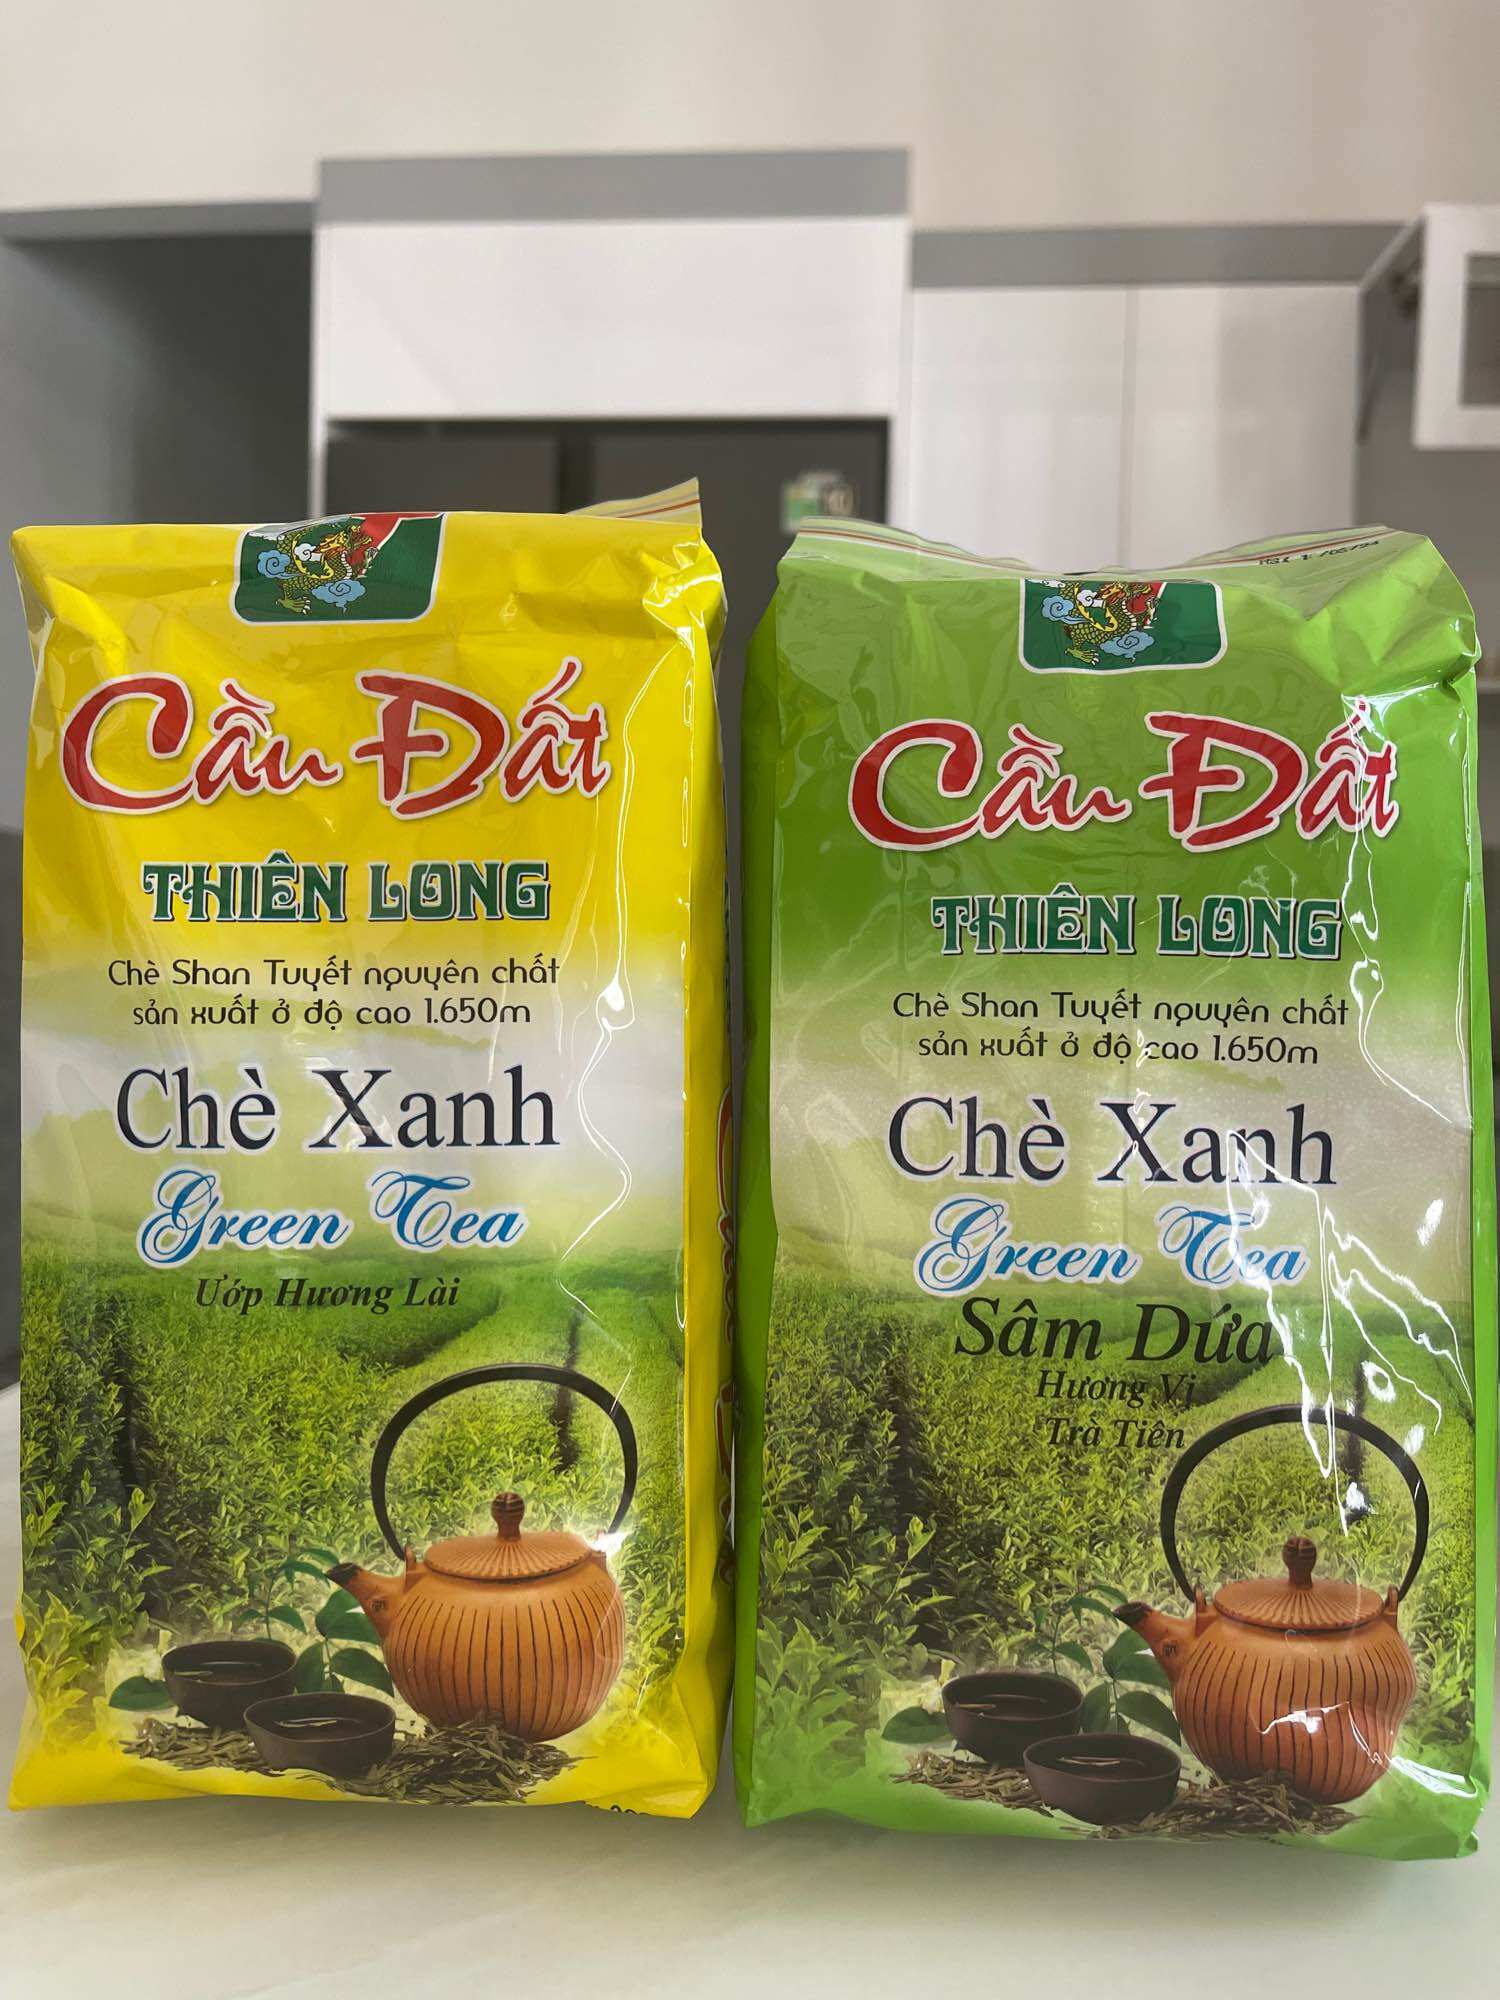 Cầu Đất
THIÊN LONG
Chè Shan Tuyết nguyên chất
sản xuất ở độ cao 1.650m
Chè Xanh
Green Tea
Ướp Hương Lài
Cầu Đất
THIÊN LONG
Chè Shan Tuyết nguyên chất
sản xuất ở độ cao 1.650m
Chè Xanh
Green Tea
Sâm Dứa
Hương Vị
Trà Tiên